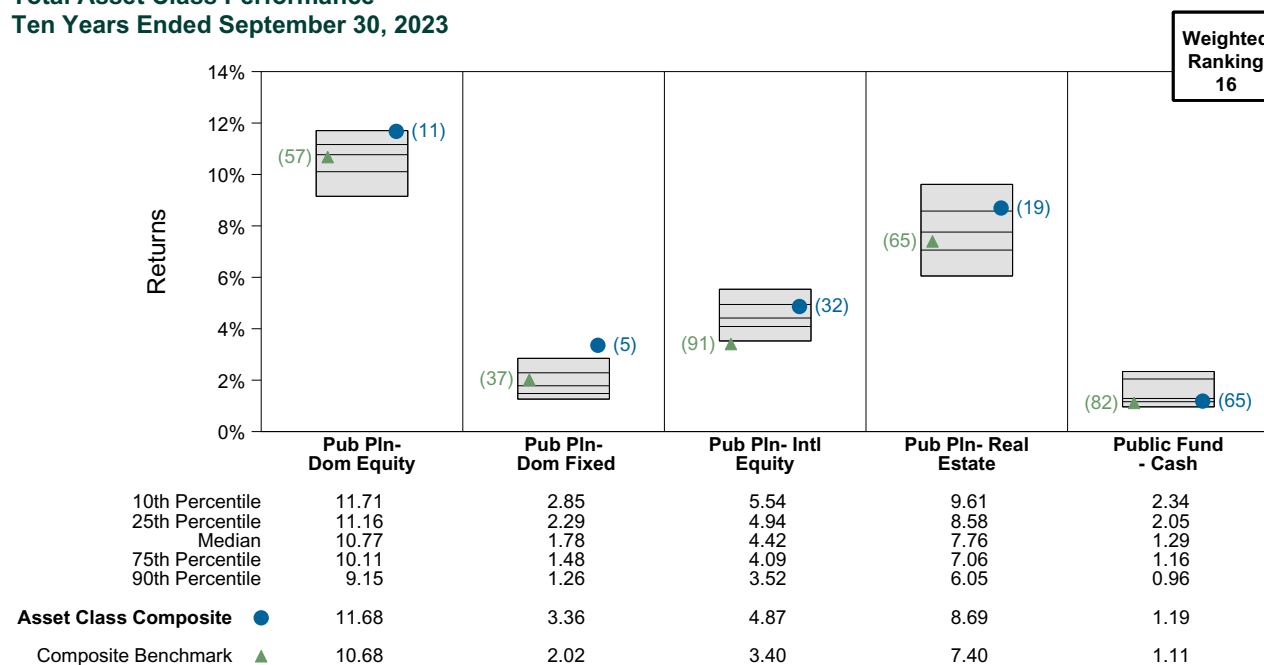 Total Asset Class Performance
Ten Years Ended September 30, 2023
Weighted
Ranking
16
Returns
14%
12%
10%
8%
6%
4%
2%
0%
(57) (11)
(37) (5)
(91) (32)
(65) (19)
(82) (65)
Pub Pln- Pub Pln- Pub Pln- Intl Pub Pln- Real Public Fund
Dom Equity Dom Fixed Equity Estate - Cash
10th Percentile 11.71 2.85 5.54 9.61 2.34
25th Percentile 11.16 2.29 4.94 8.58 2.05
Median 10.77 1.78 4.42 7.76 1.29
75th Percentile 10.11 1.48 4.09 7.06 1.16
90th Percentile 9.15 1.26 3.52 6.05 0.96
Asset Class Composite 11.68 3.36 4.87 8.69 1.19
Composite Benchmark 10.68 2.02 3.40 7.40 1.11